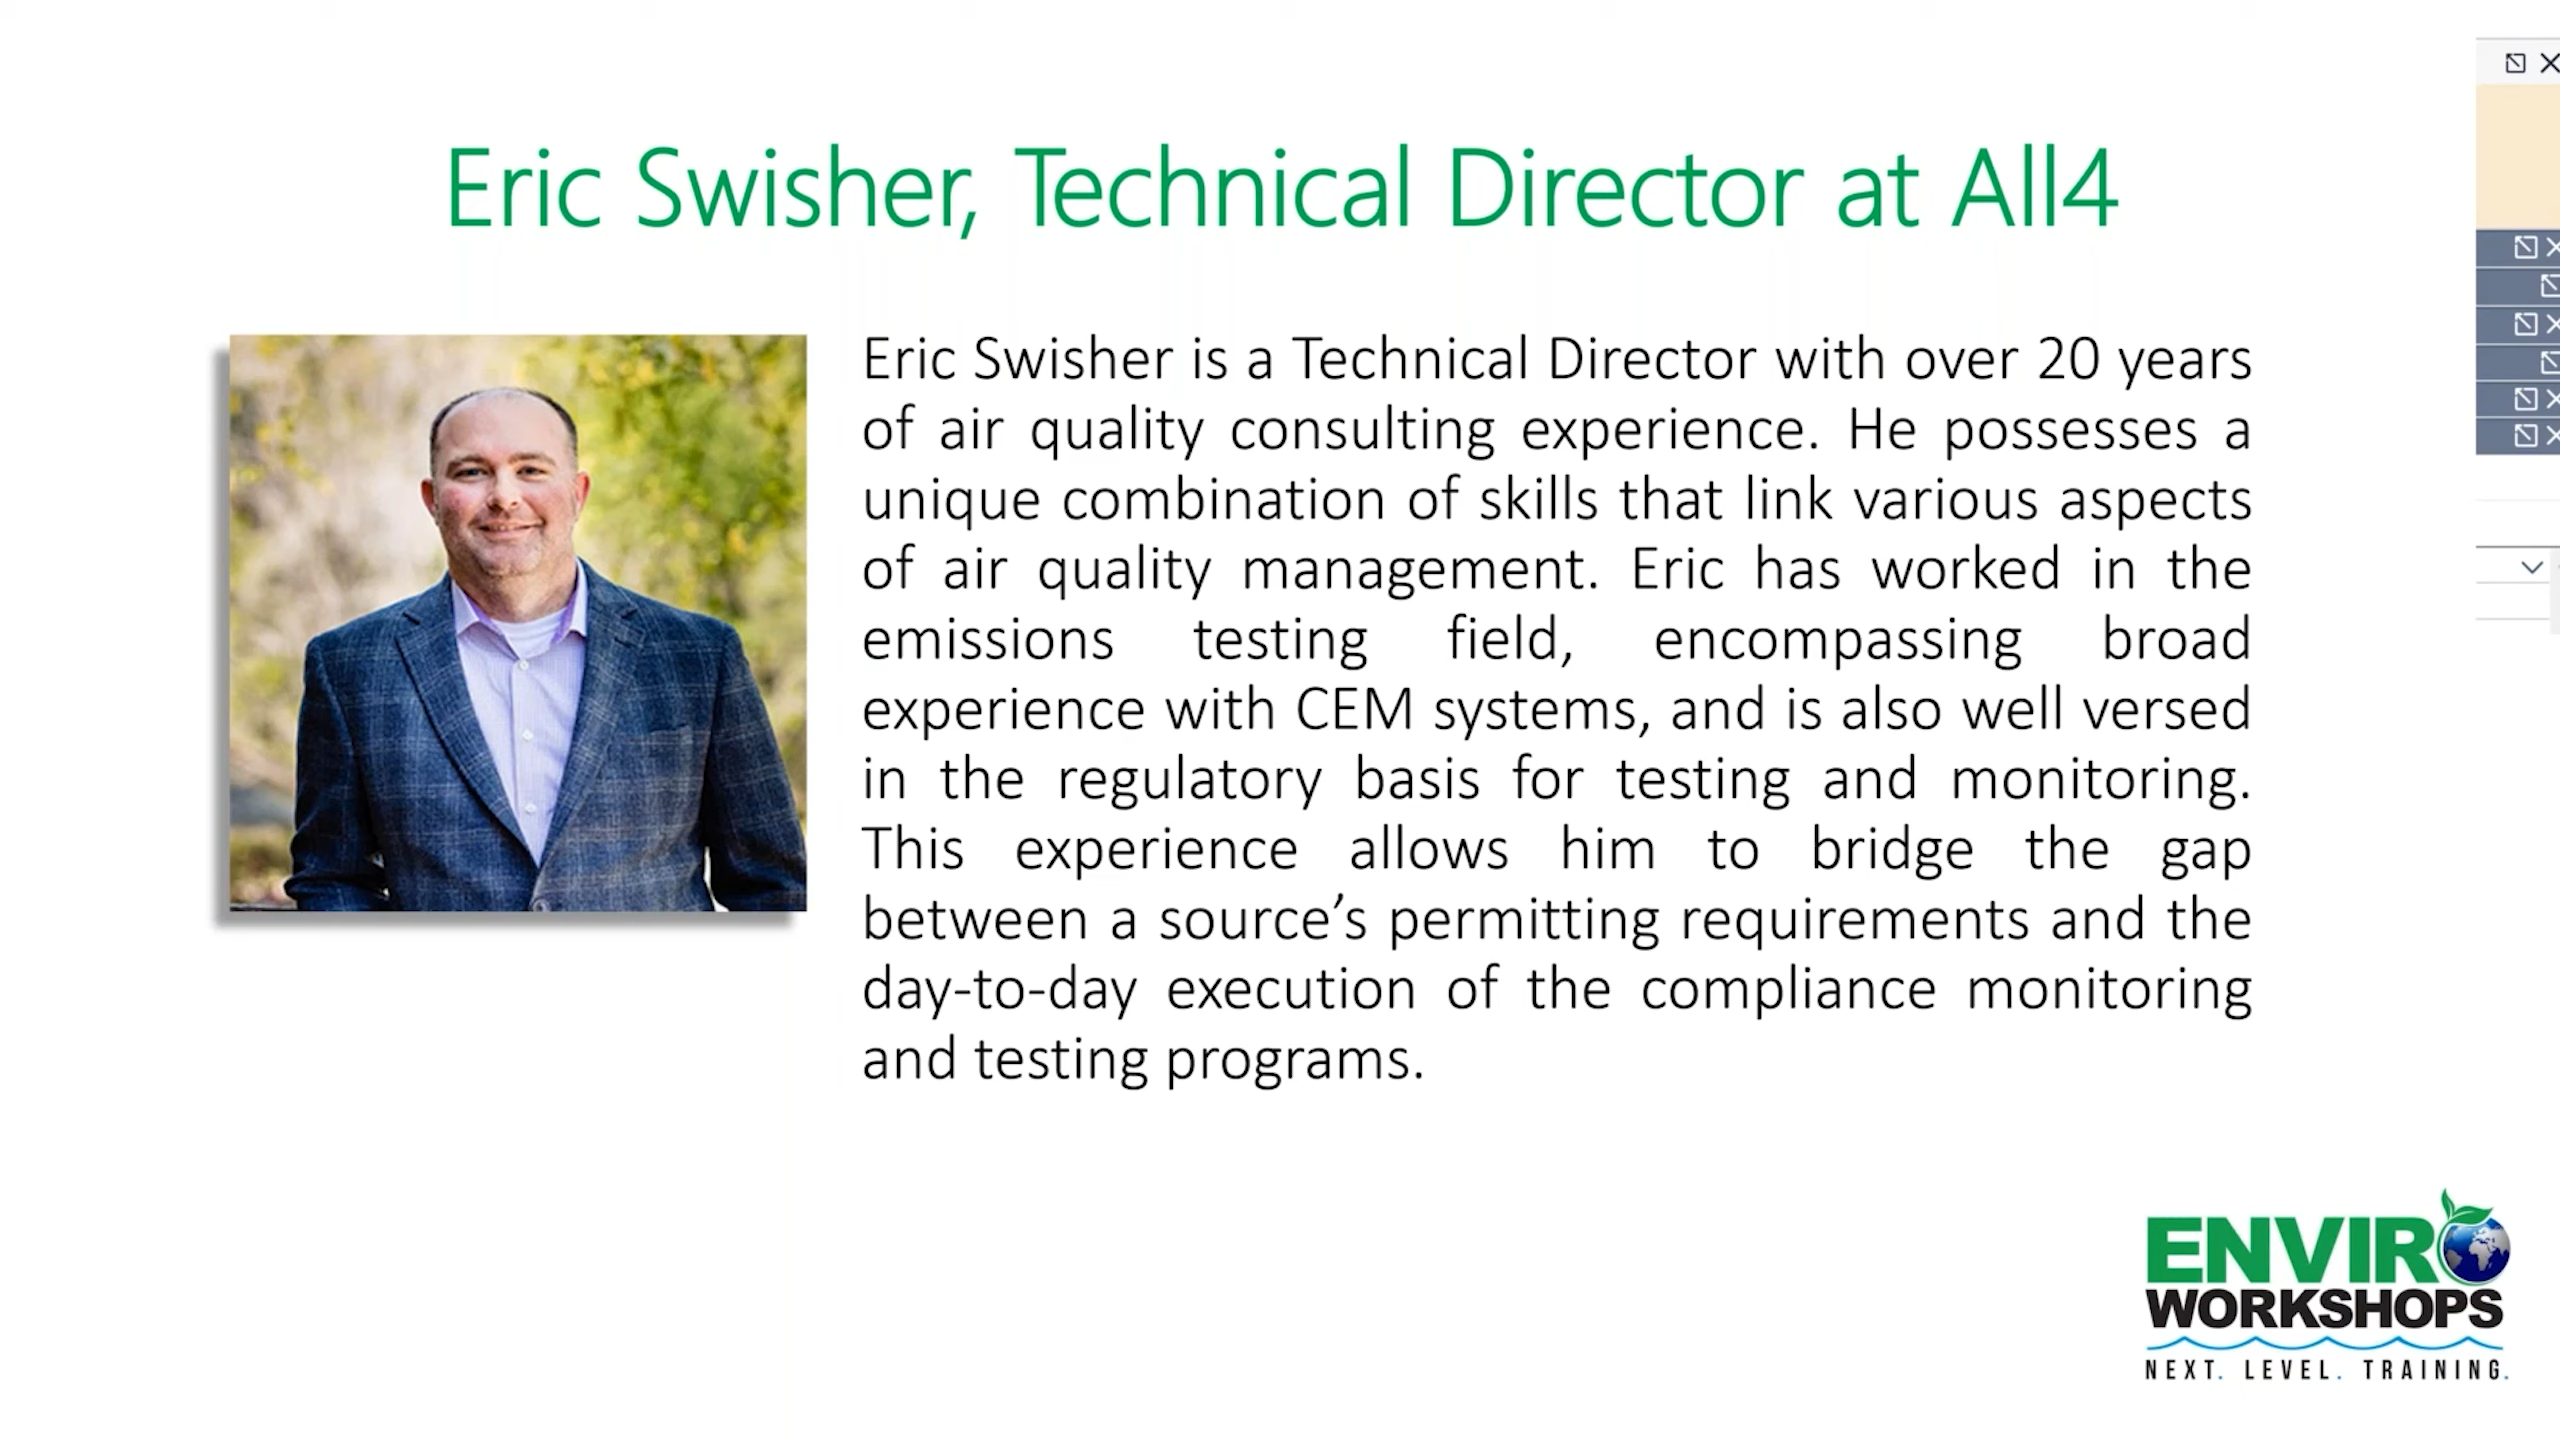 Eric Swisher, Technical Director at All4
Eric Swisher is a Technical Director with over 20 years
of air quality consulting experience. He possesses a
unique combination of skills that link various aspects
of air quality management. Eric has worked in the
emissions testing field, encompassing broad
experience with CEM systems, and is also well versed
in the regulatory basis for testing and monitoring.
This experience allows him to bridge the gap
between a source’s permitting requirements and the
day-to-day execution of the compliance monitoring
and testing programs.
ENVIRO
WORKSHOPS
NEXT. LEVEL. TRAINING.